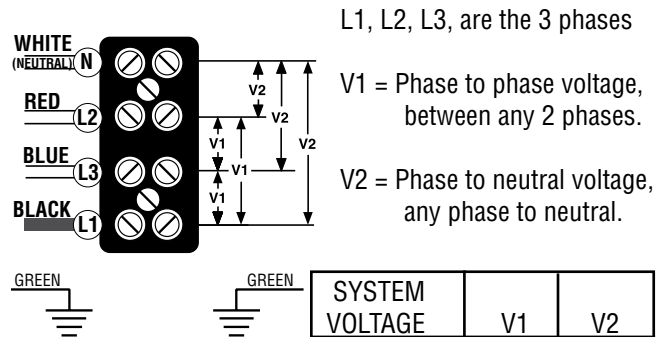 L1, L2, L3, are the 3 phases
WHITE
(NEUTRAL) N
RED
L2
BLUE
L3
BLACK
L1
V2
V2
V2
V1
V1
V1
V1 = Phase to phase voltage,
between any 2 phases.
V2 = Phase to neutral voltage,
any phase to neutral.
GREEN
GREEN
SYSTEM
VOLTAGE V1 V2